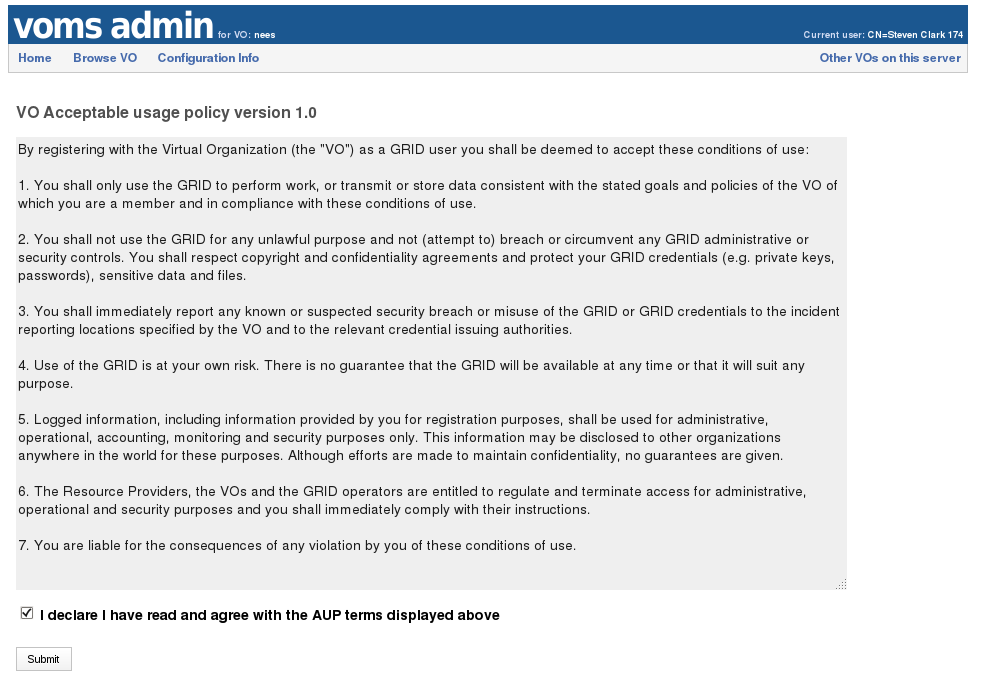 voms admin for VO: nees Current user: CN=Steven Clark 174
Home Browse VO Configuration Info Other VOs on this server
VO Acceptable usage policy version 1.0
By registering with the Virtual Organization (the "VO") as a GRID user you shall be deemed to accept these conditions of use:
1. You shall only use the GRID to perform work, or transmit or store data consistent with the stated goals and policies of the VO of
which you are a member and in compliance with these conditions of use.
2. You shall not use the GRID for any unlawful purpose and not (attempt to) breach or circumvent any GRID administrative or
security controls. You shall respect copyright and confidentiality agreements and protect your GRID credentials (e.g. private keys,
passwords), sensitive data and files.
3. You shall immediately report any known or suspected security breach or misuse of the GRID or GRID credentials to the incident
reporting locations specified by the VO and to the relevant credential issuing authorities.
4. Use of the GRID is at your own risk. There is no guarantee that the GRID will be available at any time or that it will suit any
purpose.
5. Logged information, including information provided by you for registration purposes, shall be used for administrative,
operational, accounting, monitoring and security purposes only. This information may be disclosed to other organizations
anywhere in the world for these purposes. Although efforts are made to maintain confidentiality, no guarantees are given.
6. The Resource Providers, the VOs and the GRID operators are entitled to regulate and terminate access for administrative,
operational and security purposes and you shall immediately comply with their instructions.
7. You are liable for the consequences of any violation by you of these conditions of use.
I declare I have read and agree with the AUP terms displayed above
Submit